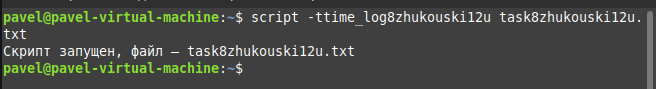 pavel@pavel-virtual-machine:~$ script -ttime_log8zhukouski12u task8zhukouski12u.
txt
Скрипт запущен, файл — task8zhukouski12u.txt
pavel@pavel-virtual-machine:~$